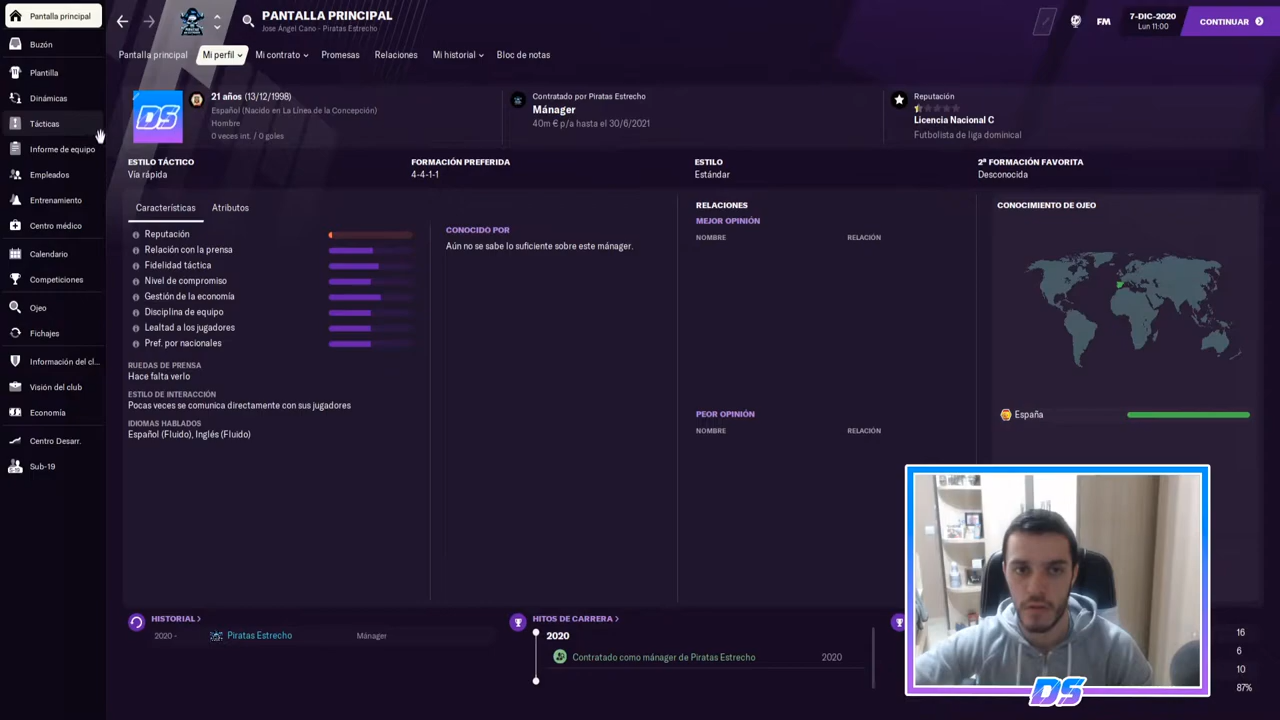 Pantalla principal
PANTALLA PRINCIPAL
Jose Angel Cano - Piratas Estrecho
FM
7-DIC-2020
Lun 11:00
CONTINUAR
Buzón
Plantilla
Dinámicas
Tácticas
Informe de equipo
Empleados
Entrenamiento
Centro médico
Calendario
Competiciones
Ojeo
Fichajes
Información del cl...
Visión del club
Economía
Centro Desarr.
Sub-19
Pantalla principal Mi perfil Mi contrato Promesas Relaciones Mi historial Bloc de notas
DS
21 años (13/12/1998)
Español (Nacido en La Línea de la Concepción)
Hombre
0 veces int. / 0 goles
Contratado por Piratas Estrecho
Mánager
40m € p/a hasta el 30/6/2021
Reputación
Licencia Nacional C
Futbolista de liga dominical
ESTILO TÁCTICO
Vía rápida
FORMACIÓN PREFERIDA
4-4-1-1
ESTILO
Estándar
2ª FORMACIÓN FAVORITA
Desconocida
Características Atributos
Reputación
Relación con la prensa
Fidelidad táctica
Nivel de compromiso
Gestión de la economía
Disciplina de equipo
Lealtad a los jugadores
Pref. por nacionales
RUEDAS DE PRENSA
Hace falta verlo
ESTILO DE INTERACCIÓN
Pocas veces se comunica directamente con sus jugadores
IDIOMAS HABLADOS
Español (Fluido), Inglés (Fluido)
CONOCIDO POR
Aún no se sabe lo suficiente sobre este mánager.
RELACIONES
MEJOR OPINIÓN
NOMBRE RELACIÓN
PEOR OPINIÓN
NOMBRE RELACIÓN
CONOCIMIENTO DE OJEO
España
HISTORIAL >
2020 - Piratas Estrecho Mánager
HITOS DE CARRERA >
2020
Contratado como mánager de Piratas Estrecho 2020
16
6
10
87%
DS